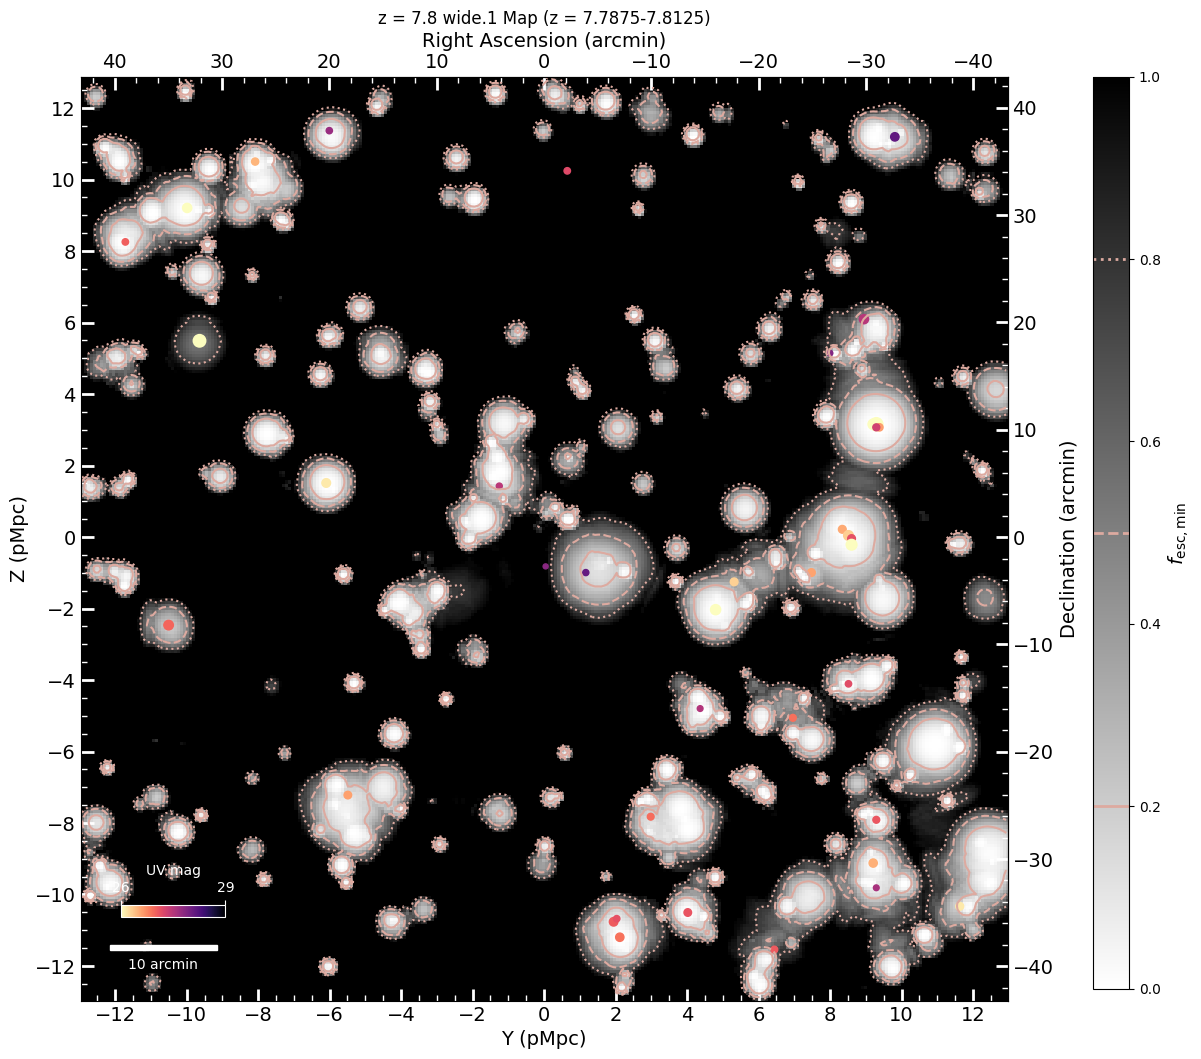 z = 7.8 wide.1 Map (z = 7.7875-7.8125)
Right Ascension (arcmin)
40 30 20 10 0 −10 −20 −30 −40
12 10 8 6 4 2 0 −2 −4 −6 −8 −10 −12
Z (pMpc)
40 30 20 10 0 −10 −20 −30 −40
Declination (arcmin)
1.0 0.8 0.6 0.4 0.2 0.0
fesc,min
UV mag
26 29
10 arcmin
−12 −10 −8 −6 −4 −2 0 2 4 6 8 10 12
Y (pMpc)